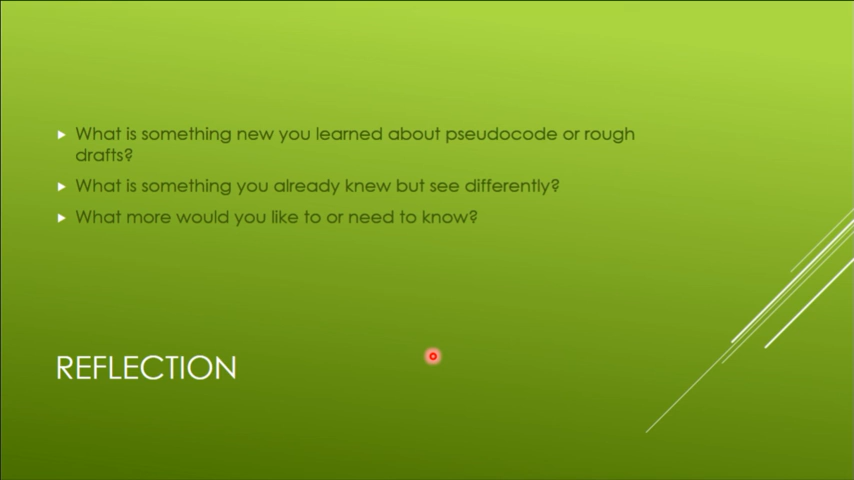 What is something new you learned about pseudocode or rough
drafts?
What is something you already knew but see differently?
What more would you like to or need to know?
REFLECTION